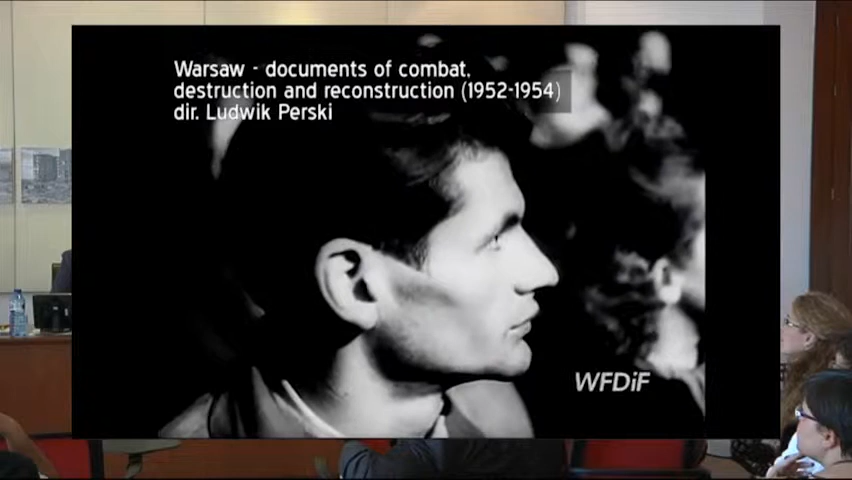 Warsaw - documents of combat,
destruction and reconstruction (1952-1954)
dir. Ludwik Perski
WFDiF